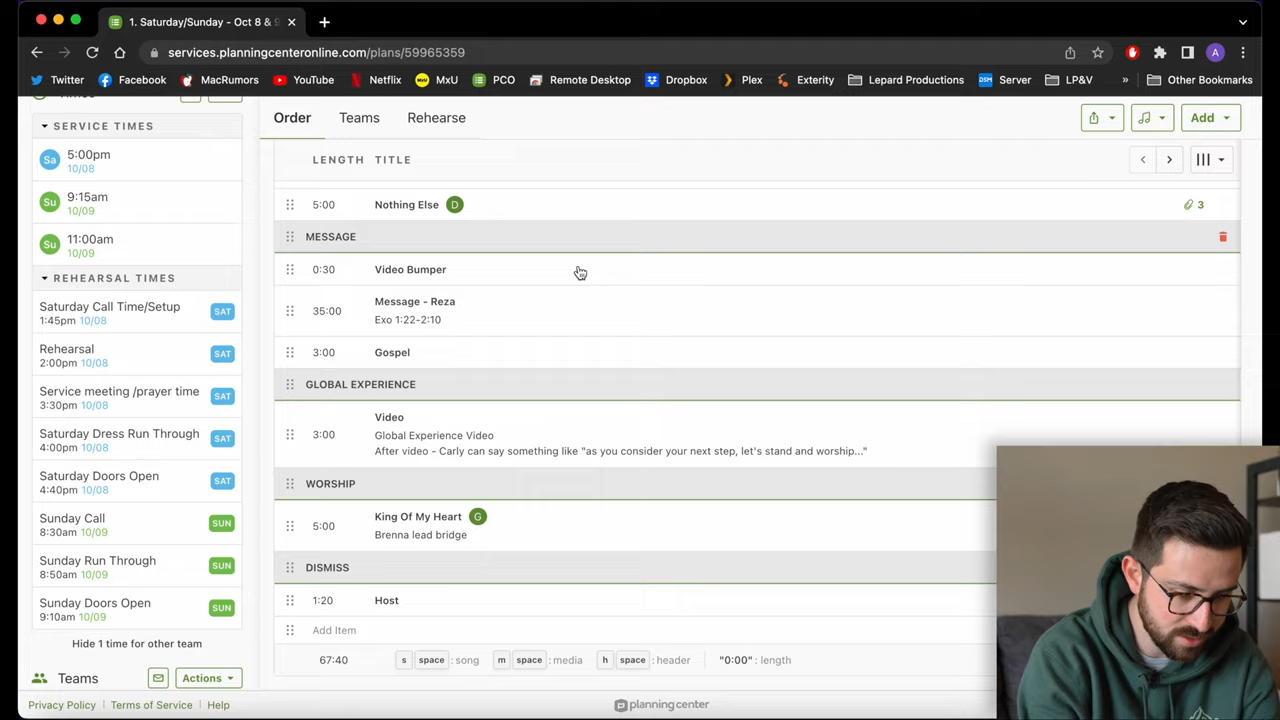 1. Saturday/Sunday - Oct 8 & 9
services.planningcenteronline.com/plans/59965359
A
Twitter
Facebook
MacRumors
YouTube
Netflix
MxU
MxU
PCO
Remote Desktop
Dropbox
Plex
Exterity
Lepard Productions
DSM
Server
LP&V
»
Other Bookmarks
Order
Teams
Rehearse
Add
SERVICE TIMES
Sa
5:00pm
10/08
Su
9:15am
10/09
Su
11:00am
10/09
REHEARSAL TIMES
Saturday Call Time/Setup
1:45pm 10/08
SAT
Rehearsal
2:00pm 10/08
SAT
Service meeting /prayer time
3:30pm 10/08
SAT
Saturday Dress Run Through
4:00pm 10/08
SAT
Saturday Doors Open
4:40pm 10/08
SAT
Sunday Call
8:30am 10/09
SUN
Sunday Run Through
8:50am 10/09
SUN
Sunday Doors Open
9:10am 10/09
SUN
Hide 1 time for other team
Teams
Actions
LENGTH TITLE
5:00 Nothing Else D 3
MESSAGE
0:30 Video Bumper
35:00 Message - Reza
Exo 1:22-2:10
3:00 Gospel
GLOBAL EXPERIENCE
3:00 Video
Global Experience Video
After video - Carly can say something like "as you consider your next step, let's stand and worship..."
WORSHIP
5:00 King Of My Heart G
Brenna lead bridge
DISMISS
1:20 Host
Add Item
67:40 s space : song m space : media h space : header "0:00" : length
Privacy Policy | Terms of Service | Help
planning center